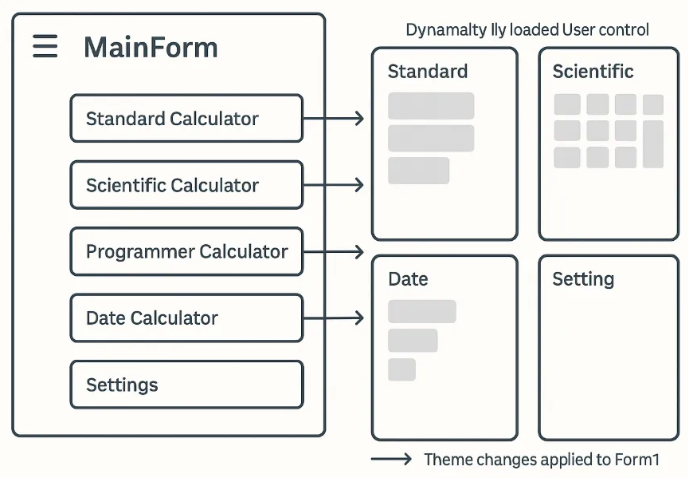 MainForm
Standard Calculator
Scientific Calculator
Programmer Calculator
Date Calculator
Settings
Dynamalty lly loaded User control
Standard
Scientific
Date
Setting
Theme changes applied to Form1